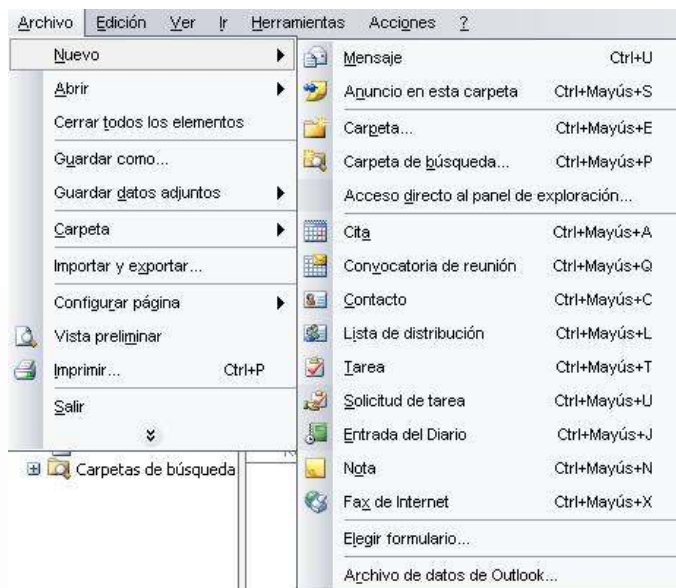 Archivo Edición Ver Ir Herramientas Acciones ?
Nuevo
Abrir
Cerrar todos los elementos
Guardar como...
Guardar datos adjuntos
Carpeta
Importar y exportar...
Configurar página
Vista preliminar
Imprimir... Ctrl+P
Salir
Carpetas de búsqueda
Mensaje Ctrl+U
Anuncio en esta carpeta Ctrl+Mayús+S
Carpeta... Ctrl+Mayús+E
Carpeta de búsqueda... Ctrl+Mayús+P
Acceso directo al panel de exploración...
Cita Ctrl+Mayús+A
Convocatoria de reunión Ctrl+Mayús+Q
Contacto Ctrl+Mayús+C
Lista de distribución Ctrl+Mayús+L
Tarea Ctrl+Mayús+T
Solicitud de tarea Ctrl+Mayús+U
Entrada del Diario Ctrl+Mayús+J
Nota Ctrl+Mayús+N
Fax de Internet Ctrl+Mayús+X
Elegir formulario...
Archivo de datos de Outlook...